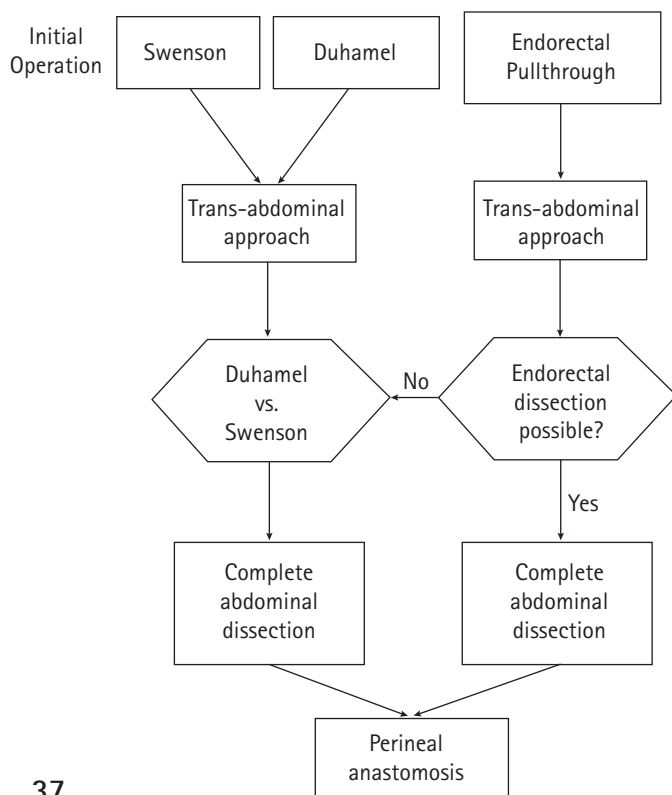 Initial
Operation
Swenson
Duhamel
Endorectal
Pullthrough
Trans-abdominal
approach
Trans-abdominal
approach
Duhamel
vs.
Swenson
No
Endorectal
dissection
possible?
Yes
Complete
abdominal
dissection
Complete
abdominal
dissection
Perineal
anastomosis
37